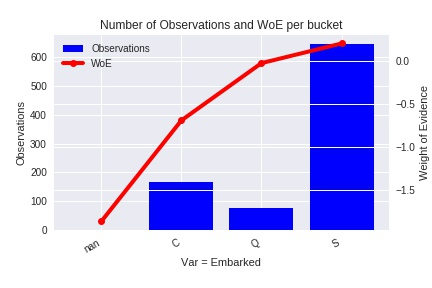 Number of Observations and WoE per bucket
Observations
WoE
600
500
400
300
200
100
0
Observations
0.0
−0.5
−1.0
−1.5
Weight of Evidence
nan
C
Q
S
Var = Embarked